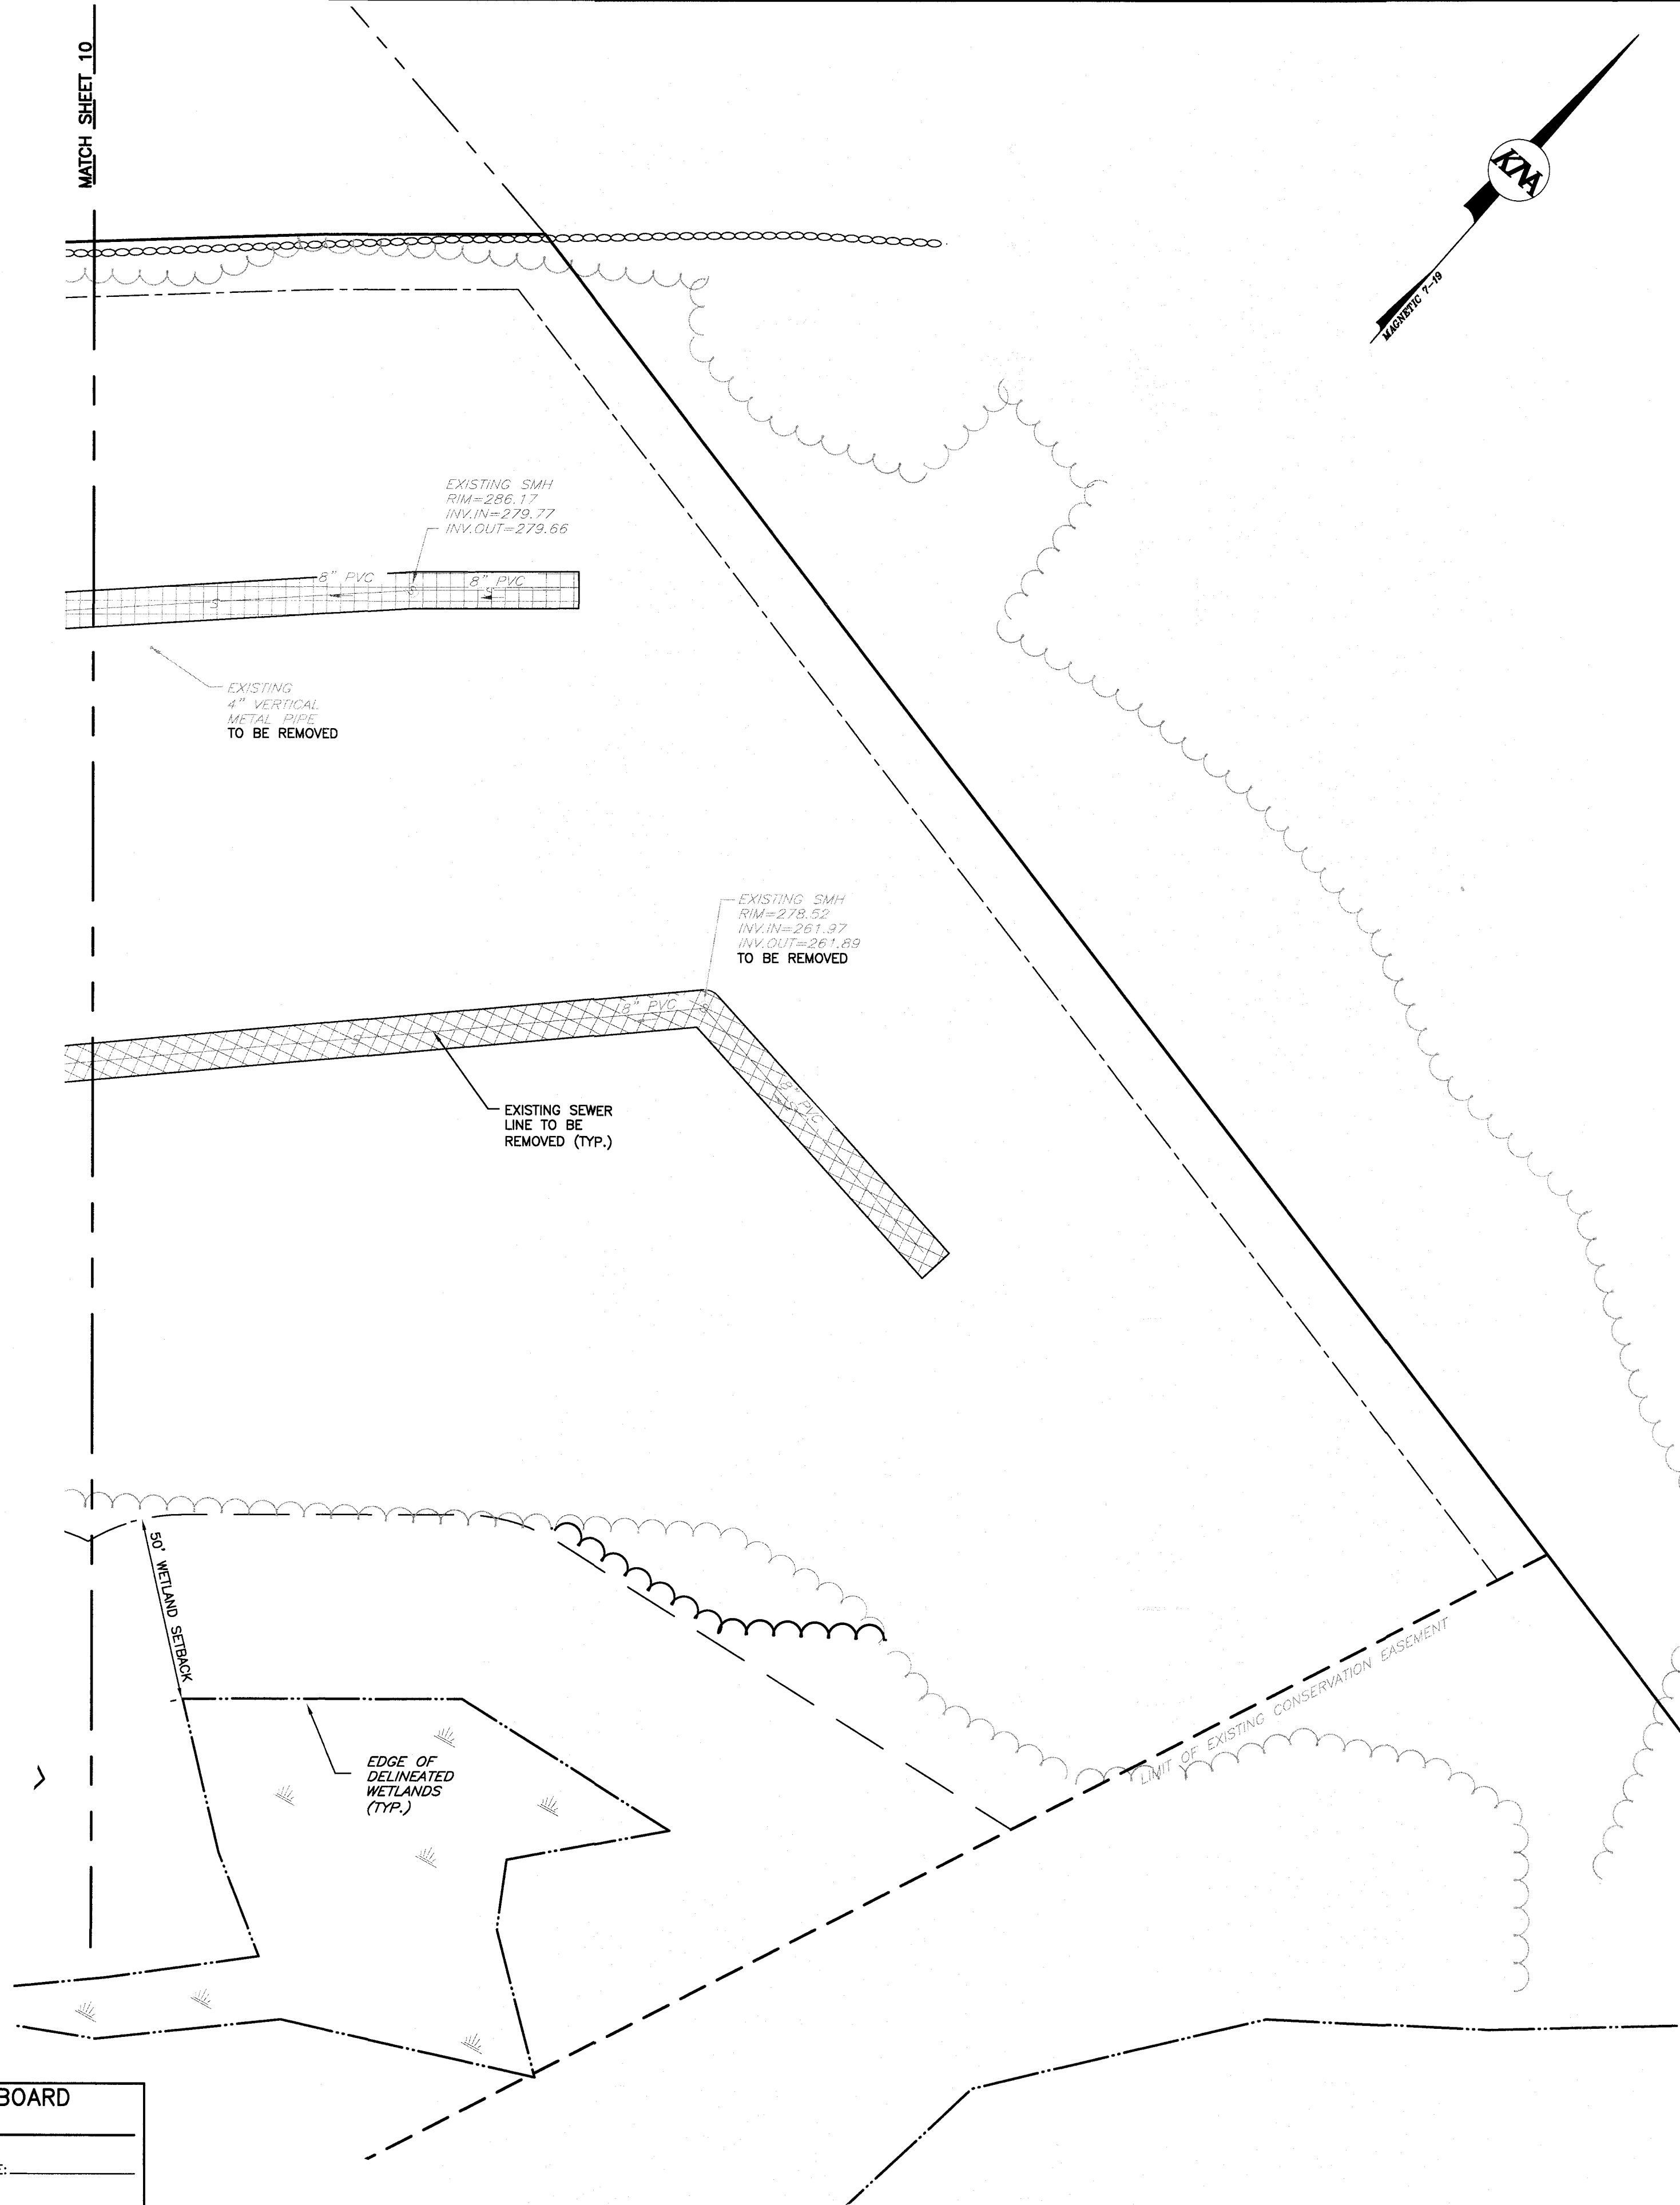 MATCH SHEET 10
KNA
MAGNETIC 7-19
EXISTING SMH
RIM=286.17
INV.IN=279.77
INV.OUT=279.66
8" PVC
8" PVC
S
S
S
EXISTING
4" VERTICAL
METAL PIPE
TO BE REMOVED
EXISTING SMH
RIM=278.52
INV.IN=261.97
INV.OUT=261.89
TO BE REMOVED
8" PVC
S
8" PVC
S
EXISTING SEWER
LINE TO BE
REMOVED (TYP.)
50' WETLAND SETBACK
EDGE OF
DELINEATED
WETLANDS
(TYP.)
LIMIT OF EXISTING CONSERVATION EASEMENT
BOARD
E: